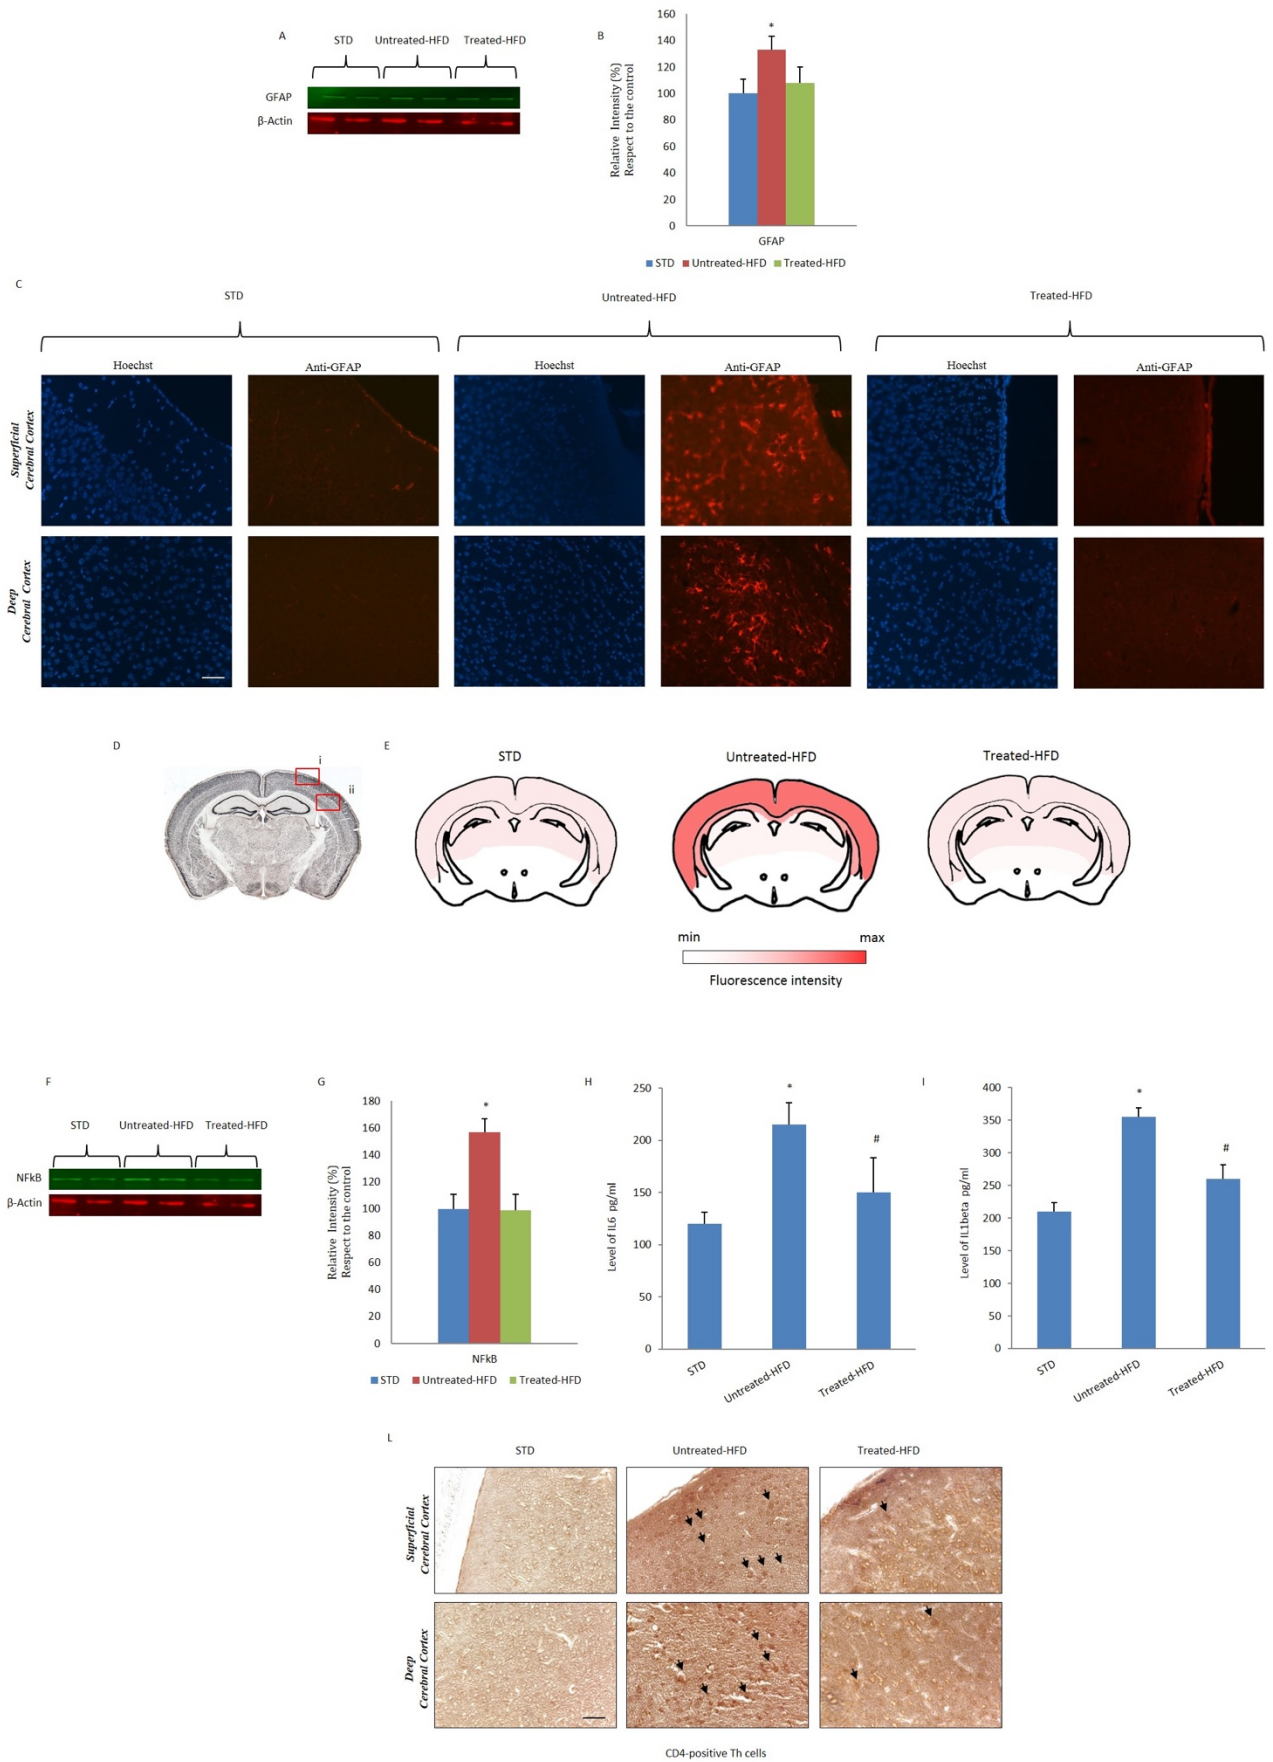 A
STD Untreated-HFD Treated-HFD
GFAP
β-Actin
B
Relative Intensity (%)
Respect to the control
160
140
120
100
80
60
40
20
0
*
GFAP
STD Untreated-HFD Treated-HFD
C
STD Untreated-HFD Treated-HFD
Hoechst Anti-GFAP Hoechst Anti-GFAP Hoechst Anti-GFAP
Superficial
Cerebral Cortex
Deep
Cerebral Cortex
D
i
ii
E
STD Untreated-HFD Treated-HFD
min max
Fluorescence intensity
F
STD Untreated-HFD Treated-HFD
NFkB
β-Actin
G
Relative Intensity (%)
Respect to the control
180
160
140
120
100
80
60
40
20
0
*
NFkB
STD Untreated-HFD Treated-HFD
H
Level of IL6 pg/ml
250
200
150
100
50
0
*
#
STD Untreated-HFD Treated-HFD
I
Level of IL1beta pg/ml
400
350
300
250
200
150
100
50
0
*
#
STD Untreated-HFD Treated-HFD
L
STD Untreated-HFD Treated-HFD
Superficial
Cerebral Cortex
Deep
Cerebral Cortex
CD4-positive Th cells